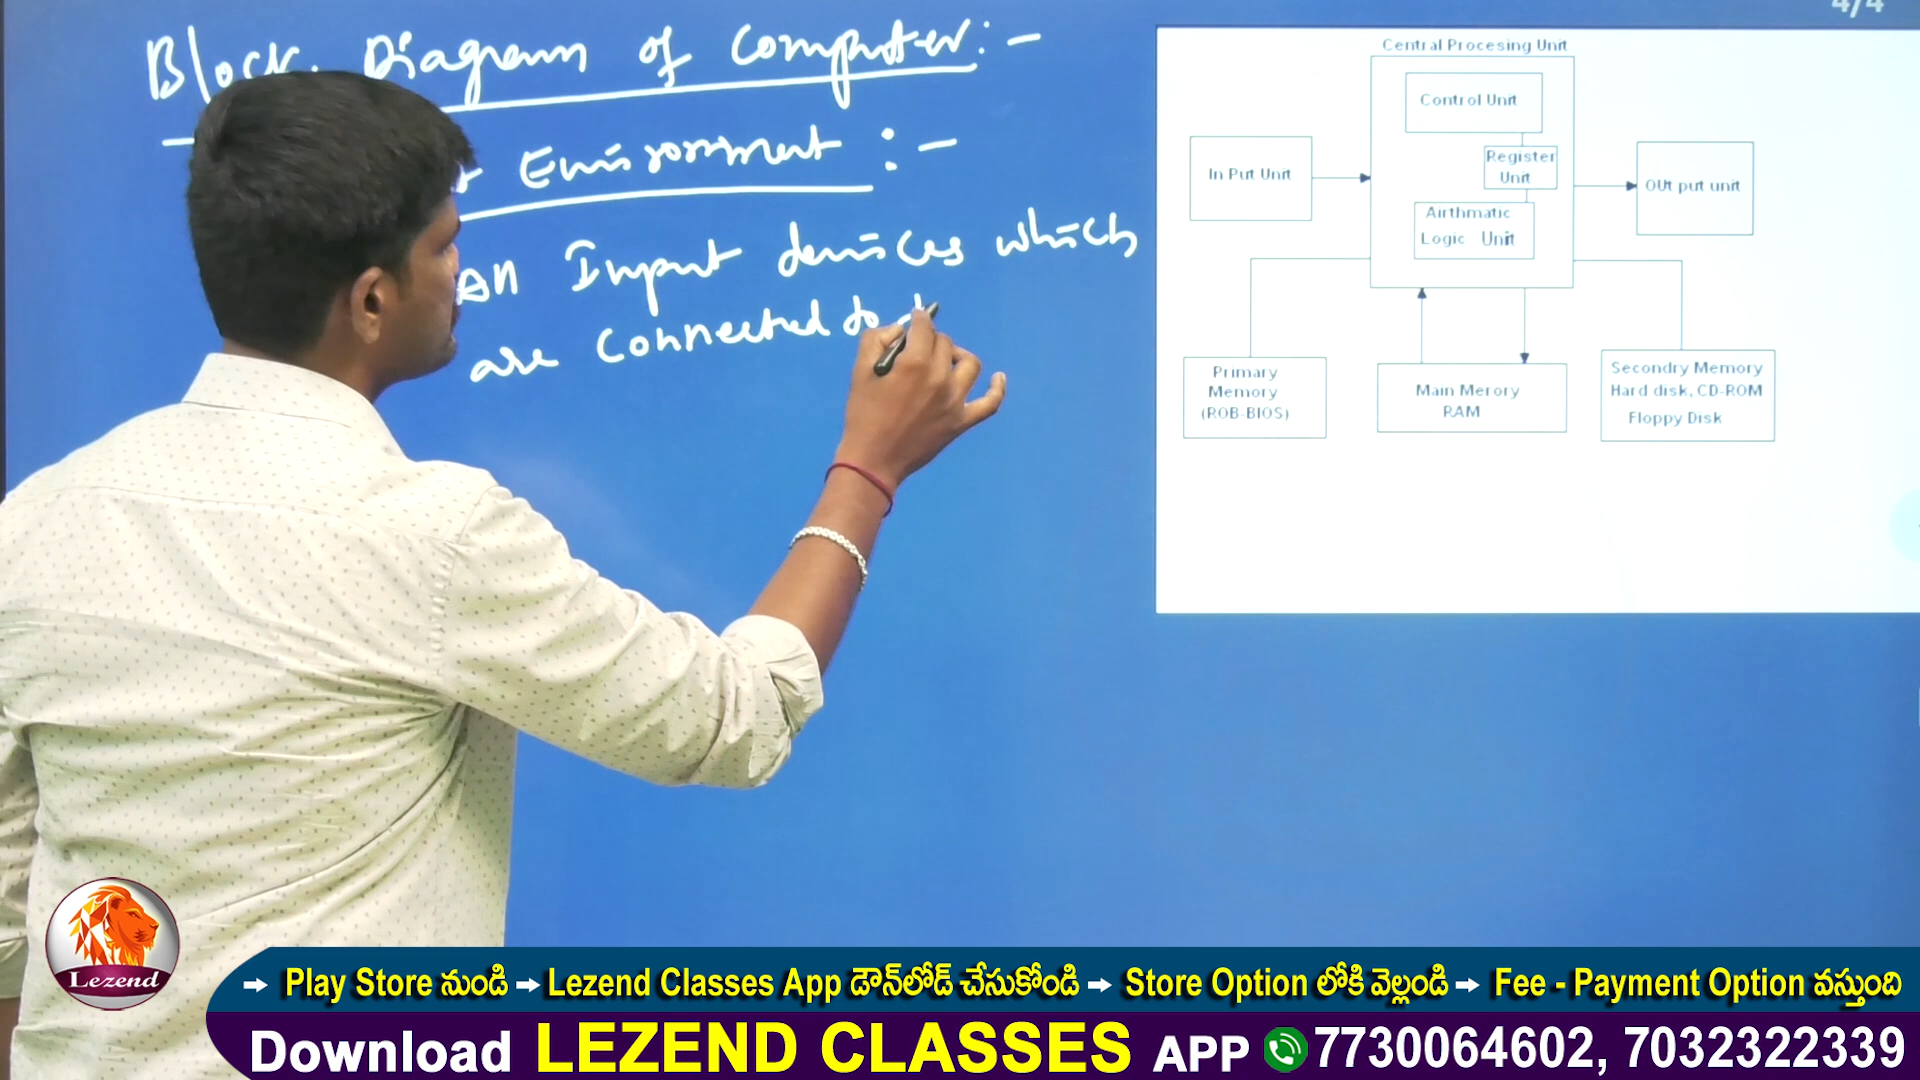 4/4
Block Diagram of Computer:-
Environment :-
All Input devices which
are connected to
Central Procesing Unit
Control Unit
Register
Unit
Airthmatic
Logic Unit
In Put Unit
OUt put unit
Primary
Memory
(ROB-BIOS)
Main Merory
RAM
Secondry Memory
Hard disk, CD-ROM
Floppy Disk
Lezend
→ Play Store నుండి → Lezend Classes App డౌన్‌లోడ్ చేసుకోండి → Store Option లోకి వెల్లండి → Fee - Payment Option వస్తుంది
Download LEZEND CLASSES APP 7730064602, 7032322339